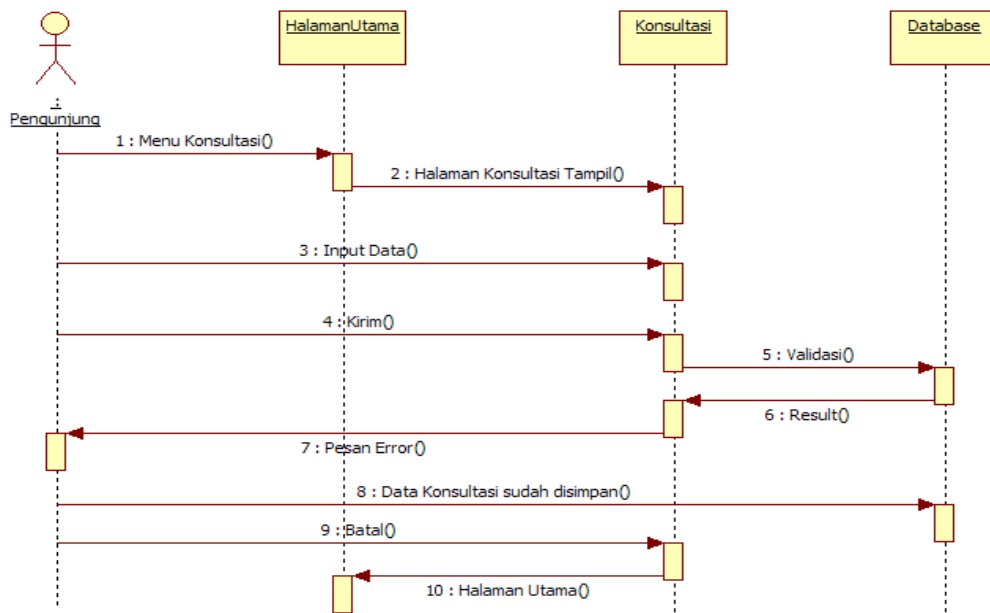 HalamanUtama
Konsultasi
Database
:
Pengunjung
1 : Menu Konsultasi()
2 : Halaman Konsultasi Tampil()
3 : Input Data()
4 : Kirim()
5 : Validasi()
6 : Result()
7 : Pesan Error()
8 : Data Konsultasi sudah disimpan()
9 : Batal()
10 : Halaman Utama()